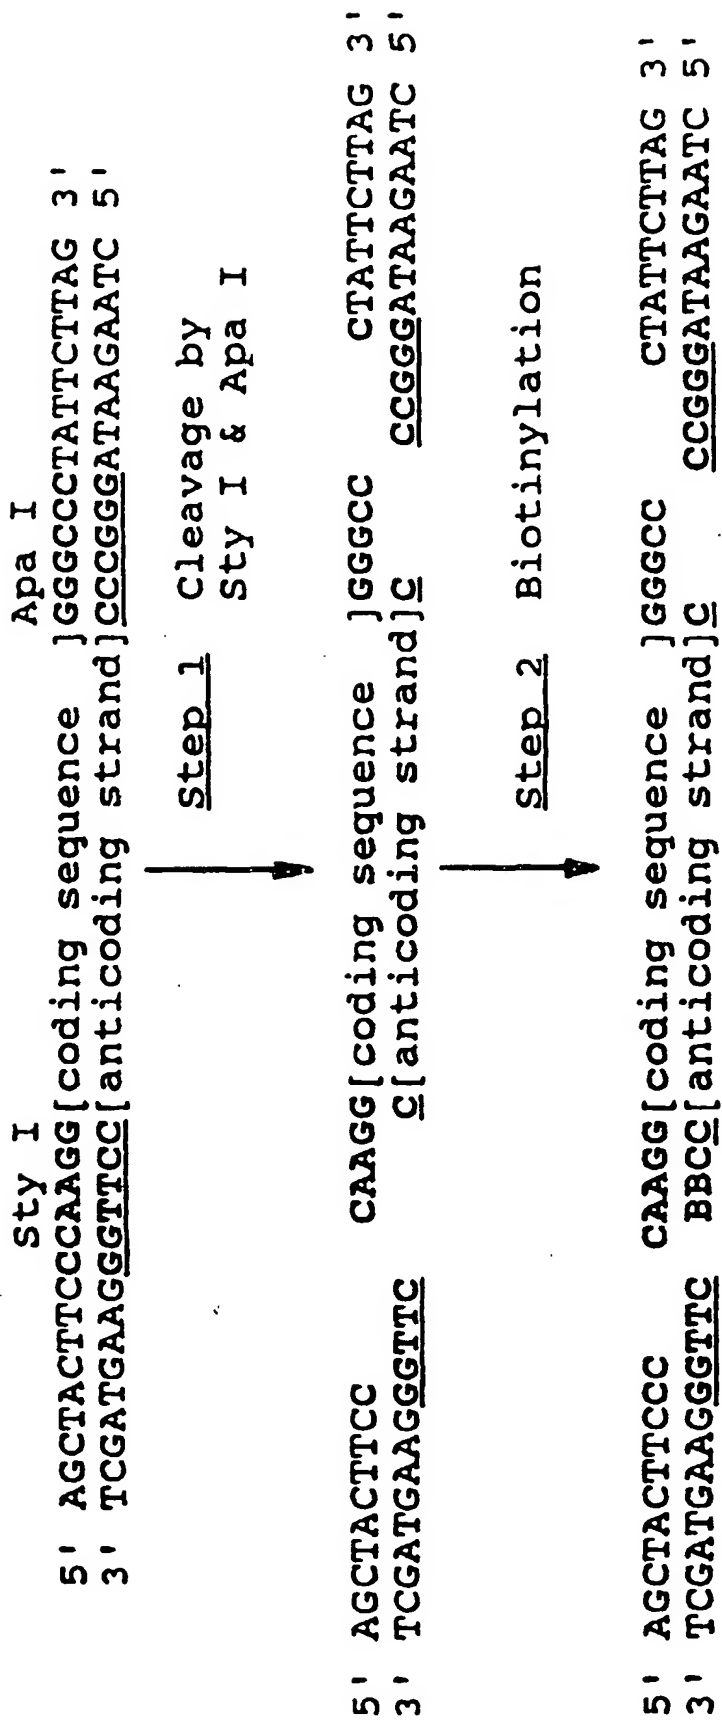 Sty I Apa I
5' AGCTACTTCCCAAGG[coding sequence ]GGGCCCTATTCTTAG 3'
3' TCGATGAAGGGTTCC[anticoding strand]CCCGGGATAAGAATC 5'
Step 1 Cleavage by
Sty I & Apa I
5' AGCTACTTCC CAAGG[coding sequence ]GGGCC CTATTCTTAG 3'
3' TCGATGAAGGGTTC C[anticoding strand]C CCGGGATAAGAATC 5'
Step 2 Biotinylation
5' AGCTACTTCCC CAAGG[coding sequence ]GGGCC CTATTCTTAG 3'
3' TCGATGAAGGGTTC BBCC[anticoding strand]C CCGGGATAAGAATC 5'